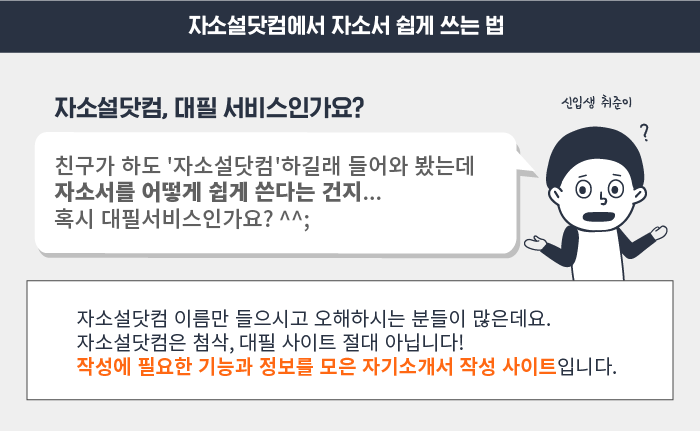 자소설닷컴에서 자소서 쉽게 쓰는 법
자소설닷컴, 대필 서비스인가요?
신입생 취준이
?
친구가 하도 '자소설닷컴'하길래 들어와 봤는데
자소서를 어떻게 쉽게 쓴다는 건지...
혹시 대필서비스인가요? ^^;
자소설닷컴 이름만 들으시고 오해하시는 분들이 많은데요.
자소설닷컴은 첨삭, 대필 사이트 절대 아닙니다!
작성에 필요한 기능과 정보를 모은 자기소개서 작성 사이트입니다.